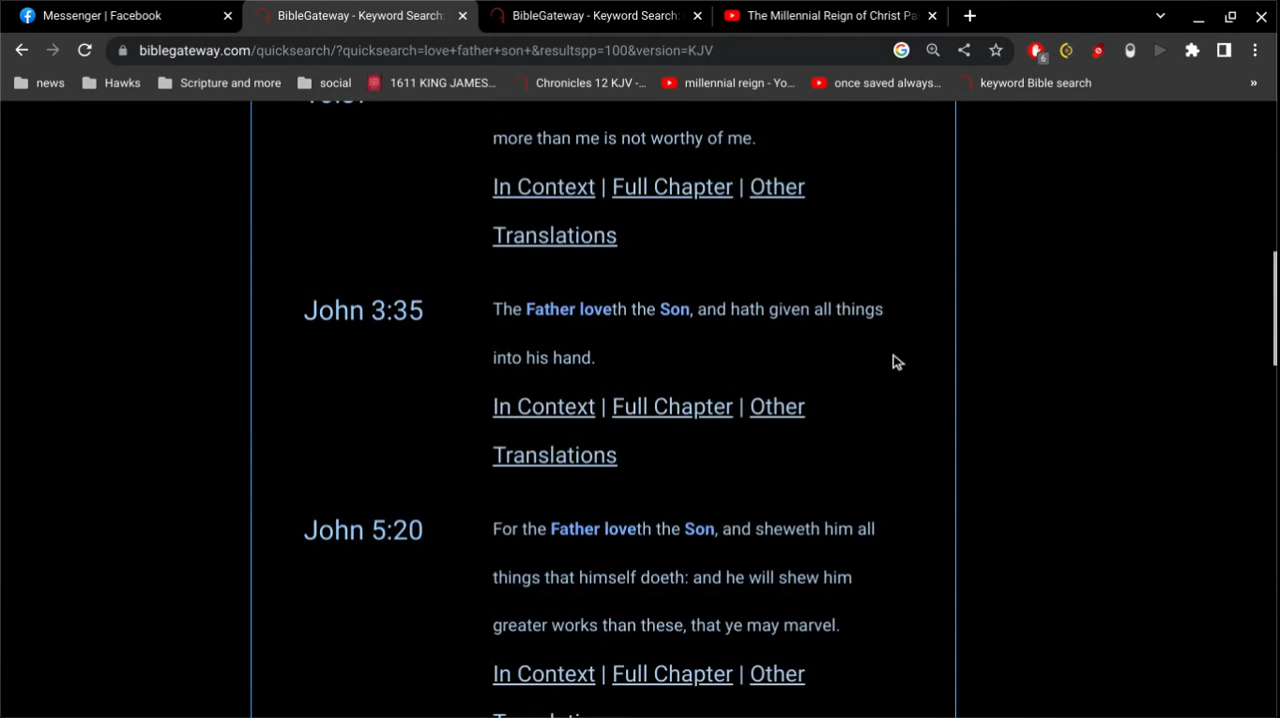 Messenger | Facebook
BibleGateway - Keyword Search:
BibleGateway - Keyword Search:
The Millennial Reign of Christ Pa
biblegateway.com/quicksearch/?quicksearch=love+father+son+&resultspp=100&version=KJV
6
news
Hawks
Scripture and more
social
1611 KING JAMES...
Chronicles 12 KJV -...
millennial reign - Yo...
once saved always...
keyword Bible search
»
more than me is not worthy of me.
In Context | Full Chapter | Other
Translations
John 3:35
The Father loveth the Son, and hath given all things
into his hand.
In Context | Full Chapter | Other
Translations
John 5:20
For the Father loveth the Son, and sheweth him all
things that himself doeth: and he will shew him
greater works than these, that ye may marvel.
In Context | Full Chapter | Other